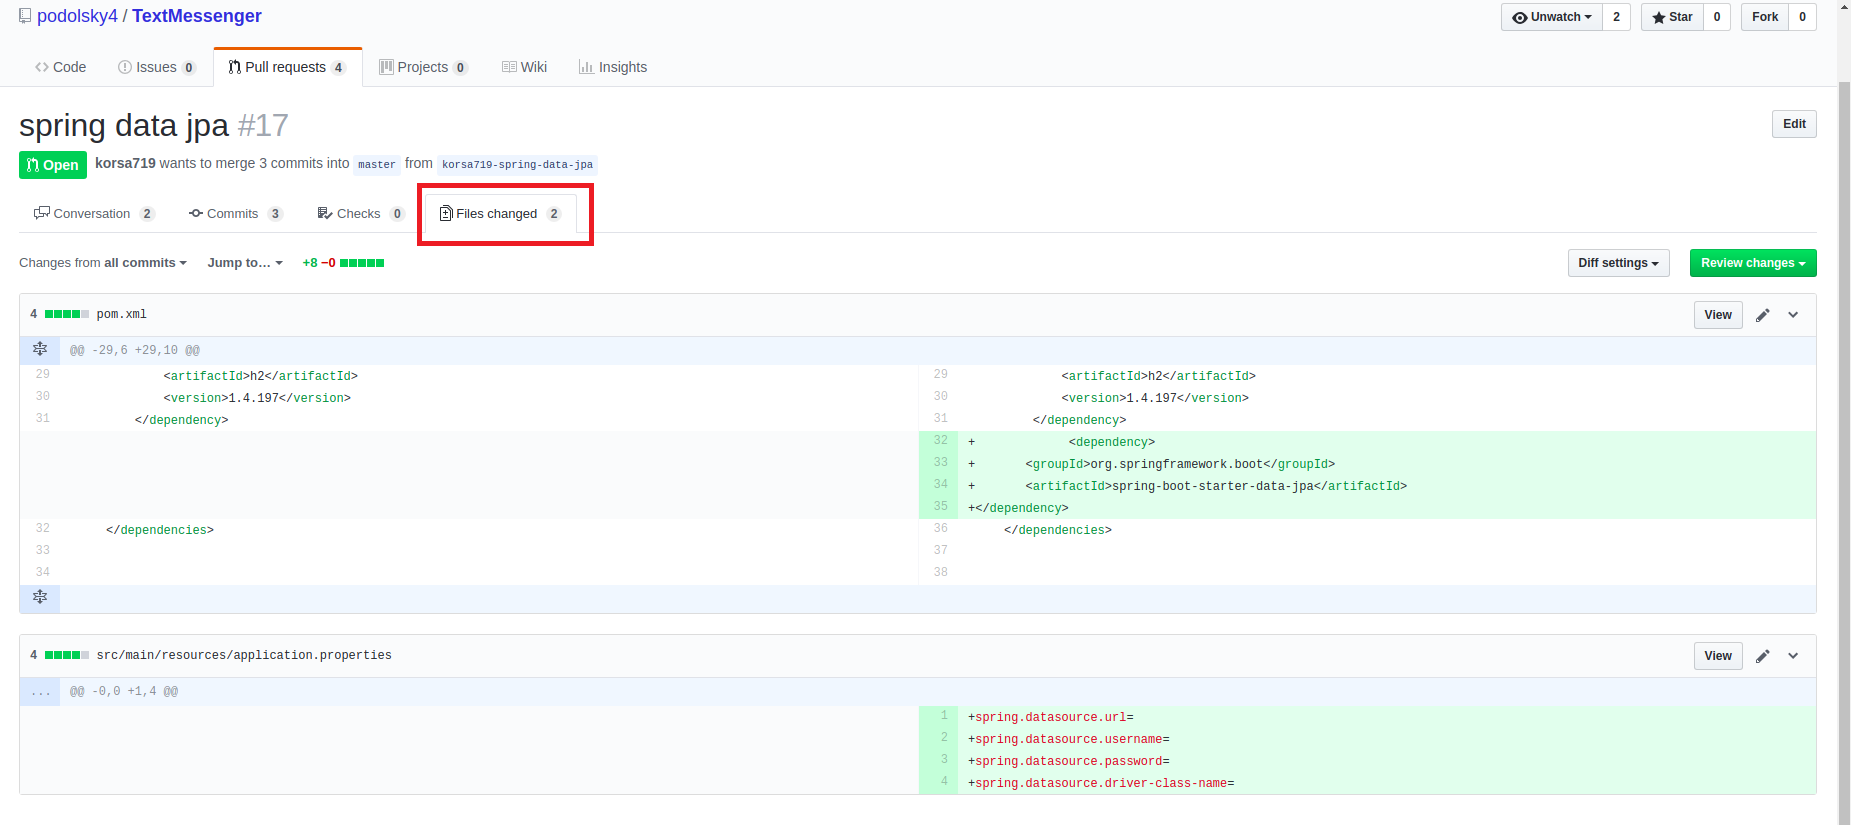 podolsky4 / TextMessenger
Unwatch 2 Star 0 Fork 0
Code Issues 0 Pull requests 4 Projects 0 Wiki Insights
spring data jpa #17
Edit
Open korsa719 wants to merge 3 commits into master from korsa719-spring-data-jpa
Conversation 2 Commits 3 Checks 0 Files changed 2
Changes from all commits Jump to… +8 −0
Diff settings Review changes
4 pom.xml
View
@@ -29,6 +29,10 @@
29 <artifactId>h2</artifactId> 29 <artifactId>h2</artifactId>
30 <version>1.4.197</version> 30 <version>1.4.197</version>
31 </dependency> 31 </dependency>
32 + <dependency>
33 + <groupId>org.springframework.boot</groupId>
34 + <artifactId>spring-boot-starter-data-jpa</artifactId>
35 +</dependency>
32 </dependencies> 36 </dependencies>
33 37
34 38
4 src/main/resources/application.properties
View
... @@ -0,0 +1,4 @@
1 +spring.datasource.url=
2 +spring.datasource.username=
3 +spring.datasource.password=
4 +spring.datasource.driver-class-name=